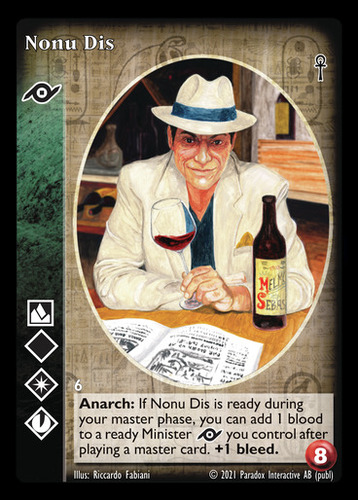 Nonu Dis
MELMA
SEBAS
6
Anarch: If Nonu Dis is ready during
your master phase, you can add 1 blood
to a ready Minister you control after
playing a master card. +1 bleed.
8
Illus: Riccardo Fabiani © 2021 Paradox Interactive AB (publ)